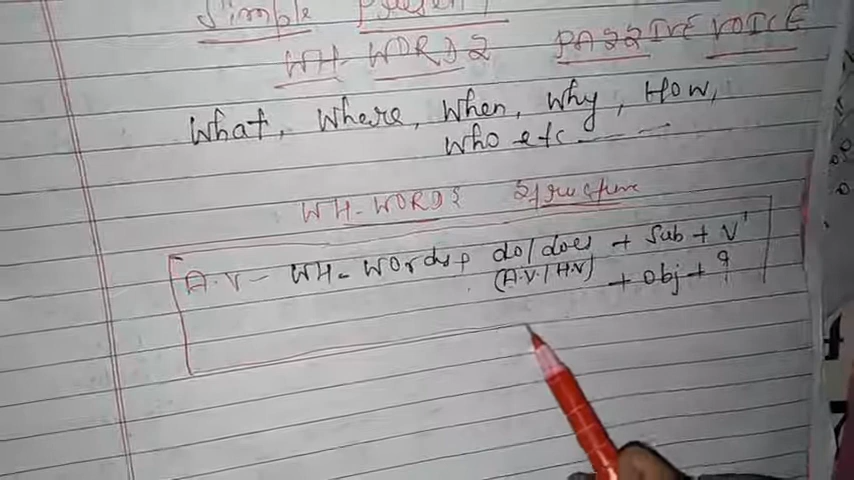 Simple Present
WH-WORDS PASSIVE VOICE
What, Where, When, Why, How,
Who etc
WH-WORDS Structure
A.V - WH-Words+ do/does + Sub + V'
(A.V./H.V) + Obj + ?